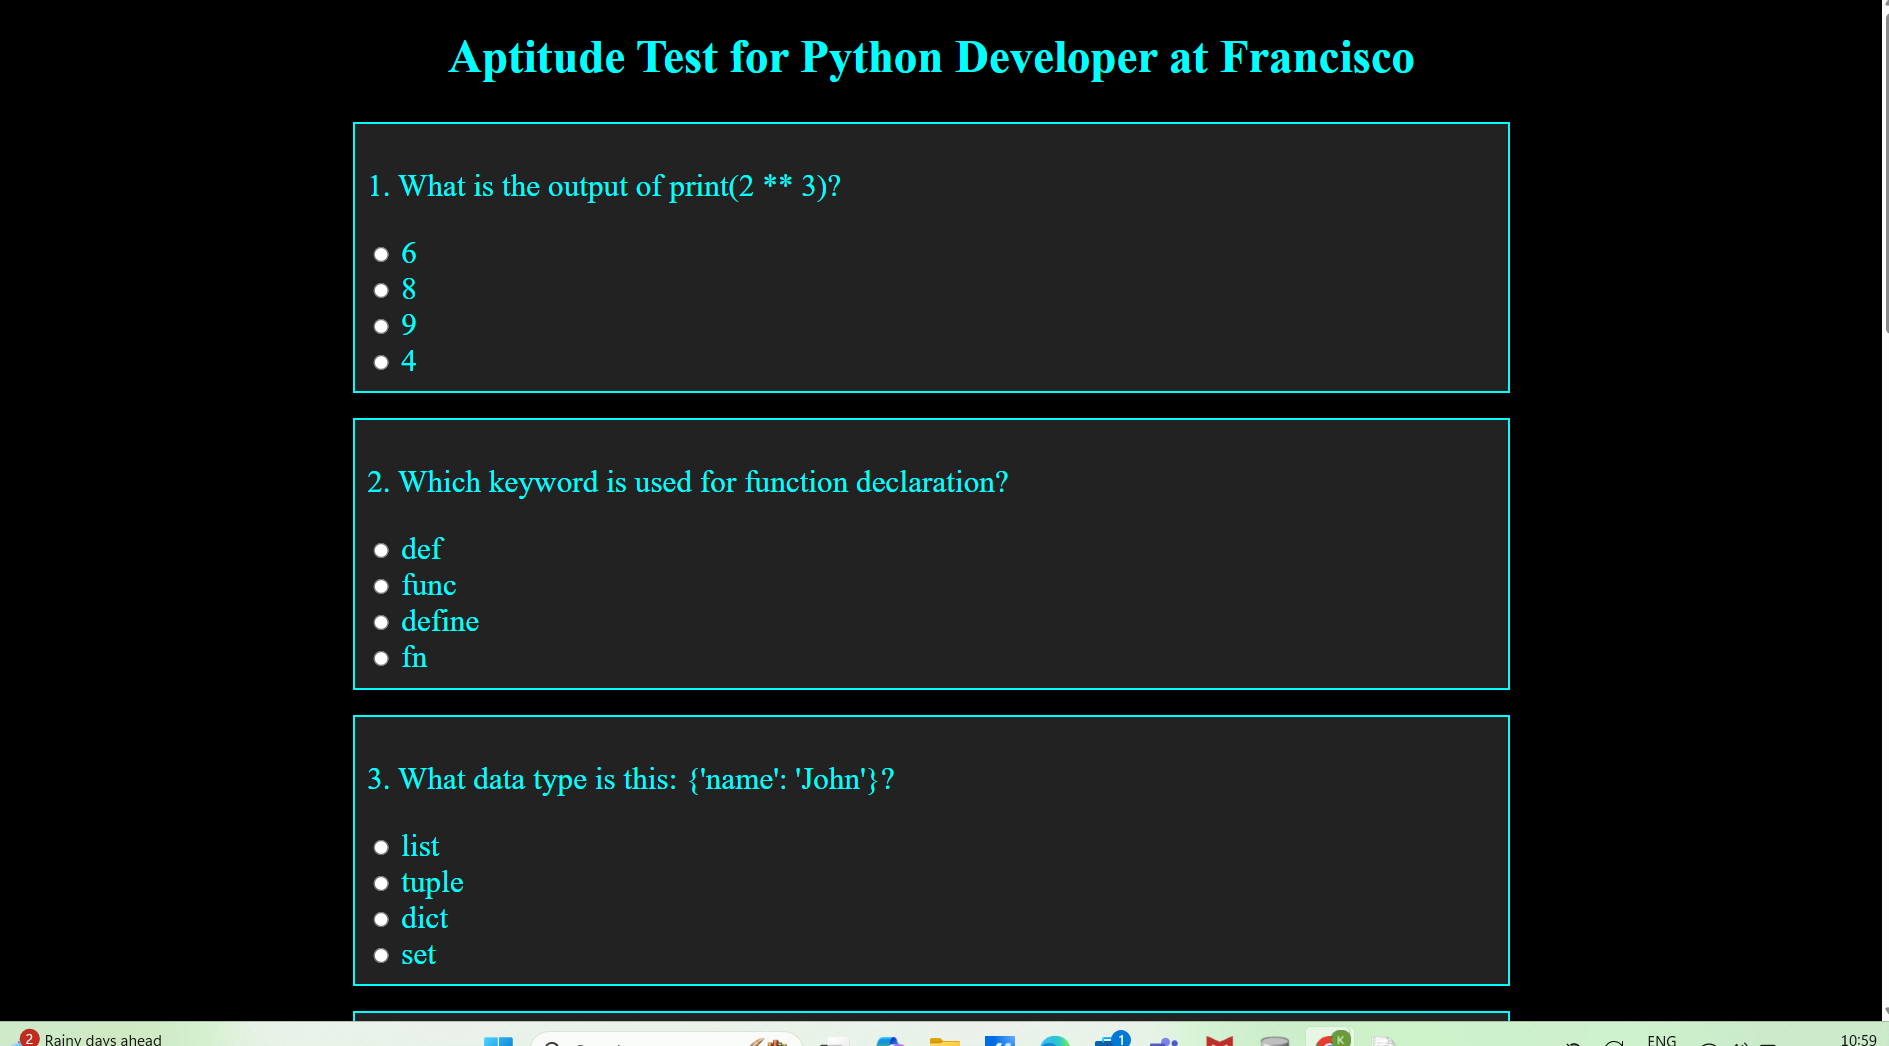 Aptitude Test for Python Developer at Francisco
1. What is the output of print(2 ** 3)?
6
8
9
4
2. Which keyword is used for function declaration?
def
func
define
fn
3. What data type is this: {'name': 'John'}?
list
tuple
dict
set
2
Rainy days ahead
1
K
ENG
10:59